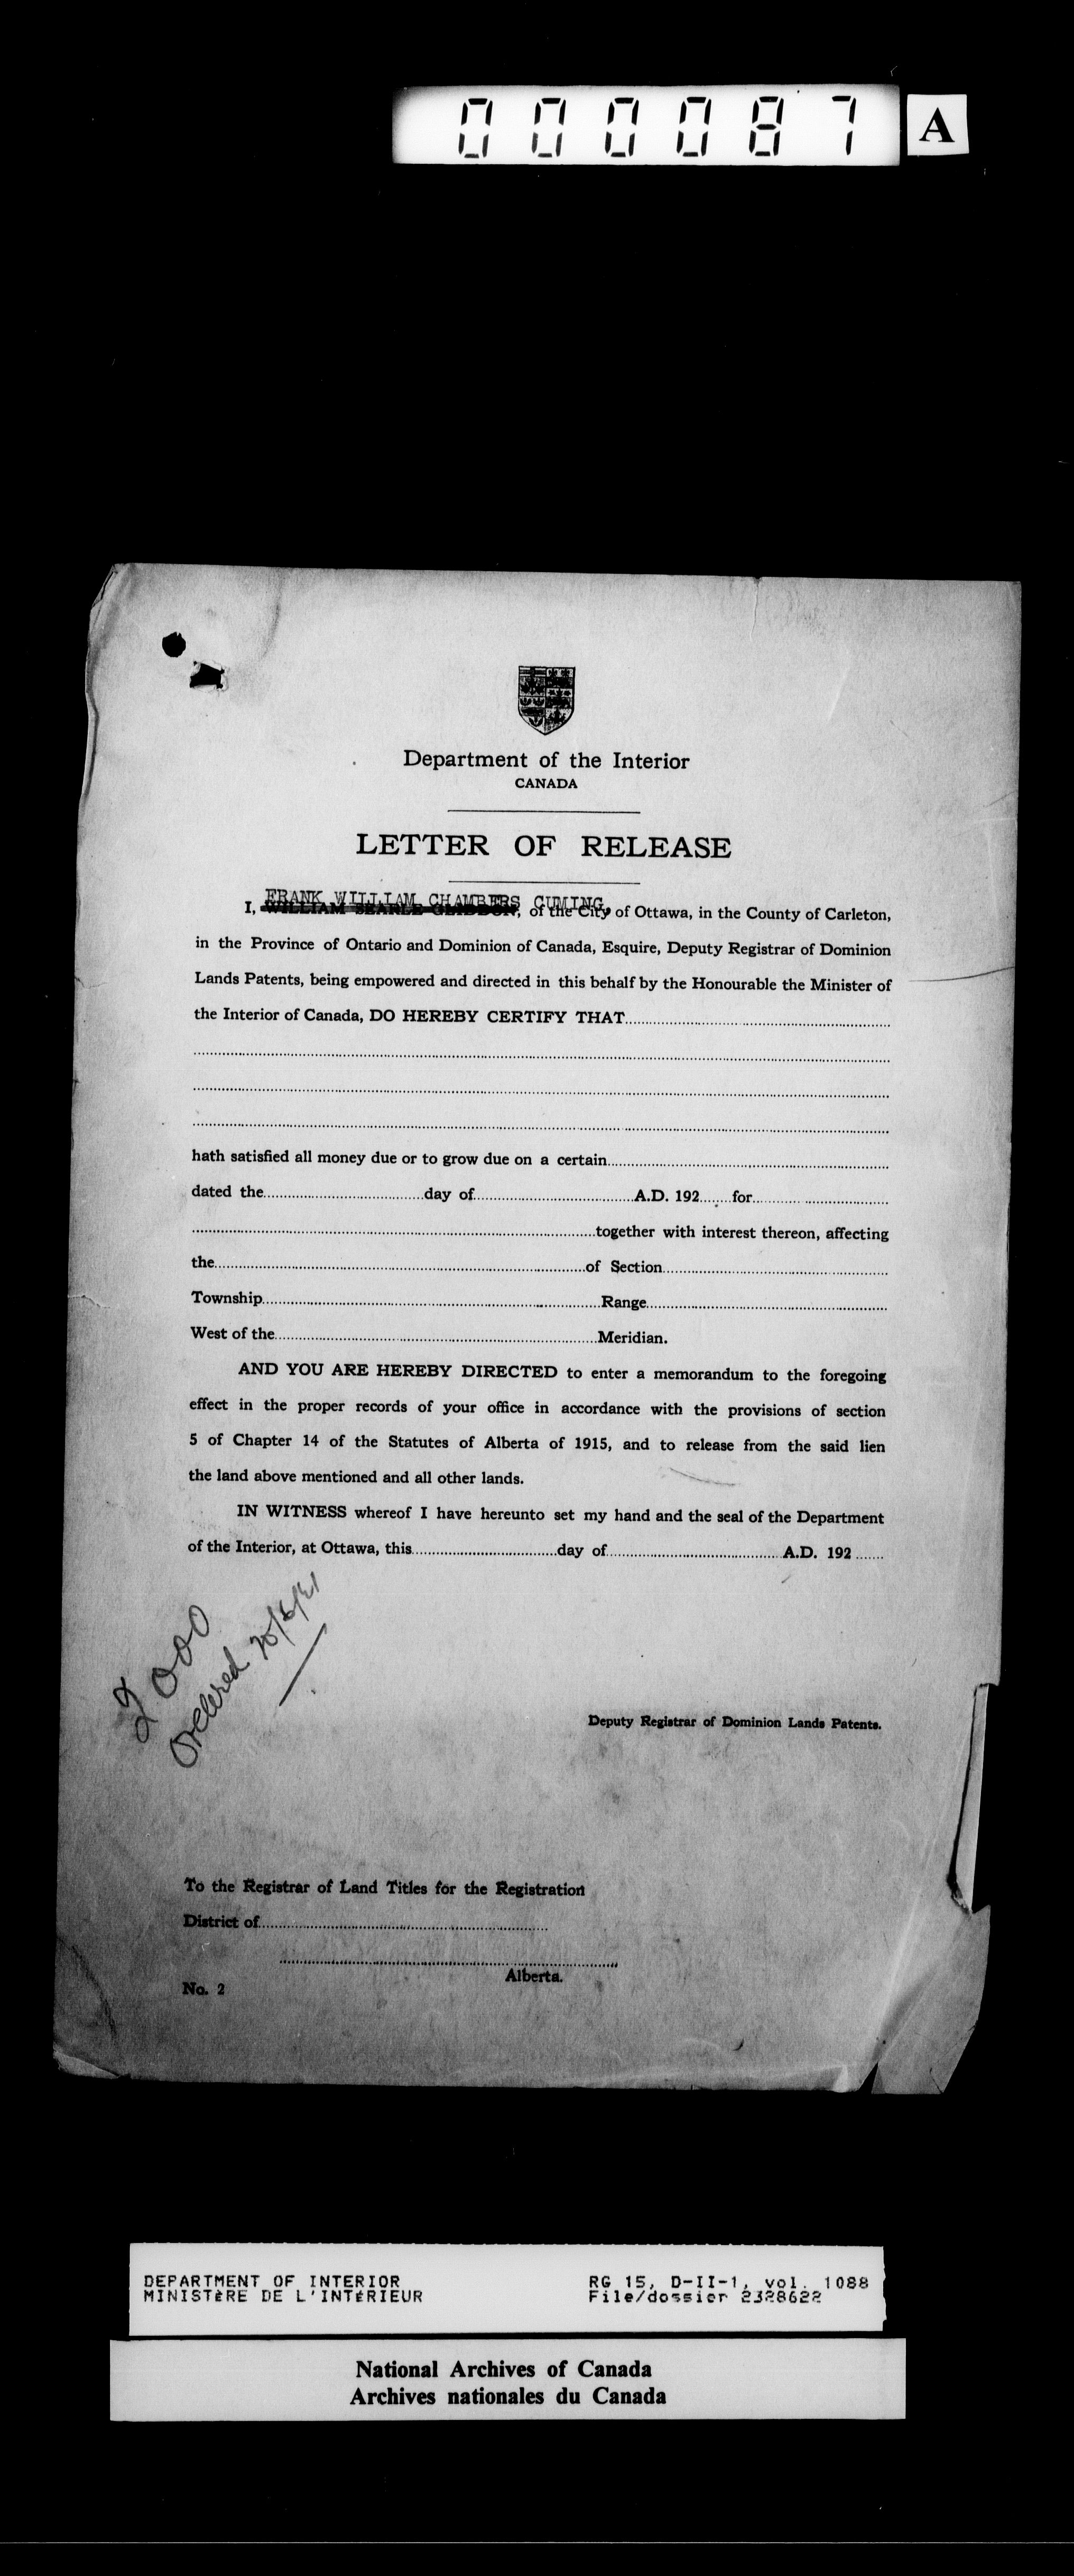 000087 A
Department of the Interior
CANADA
LETTER OF RELEASE
FRANK WILLIAM CHAMBERS CUMING,
I, WILLIAM SEARLE GLIDDON, of the City of Ottawa, in the County of Carleton,
in the Province of Ontario and Dominion of Canada, Esquire, Deputy Registrar of Dominion
Lands Patents, being empowered and directed in this behalf by the Honourable the Minister of
the Interior of Canada, DO HEREBY CERTIFY THAT
hath satisfied all money due or to grow due on a certain
dated the day of A.D. 192 for
together with interest thereon, affecting
the of Section
Township Range
West of the Meridian.
AND YOU ARE HEREBY DIRECTED to enter a memorandum to the foregoing
effect in the proper records of your office in accordance with the provisions of section
5 of Chapter 14 of the Statutes of Alberta of 1915, and to release from the said lien
the land above mentioned and all other lands.
IN WITNESS whereof I have hereunto set my hand and the seal of the Department
of the Interior, at Ottawa, this day of A.D. 192
2000
Ordered
Deputy Registrar of Dominion Lands Patents.
To the Registrar of Land Titles for the Registration
District of
Alberta.
No. 2
DEPARTMENT OF INTERIOR RG 15, D-II-1, vol. 1088
MINISTÈRE DE L'INTÉRIEUR File/dossier 2328622
National Archives of Canada
Archives nationales du Canada